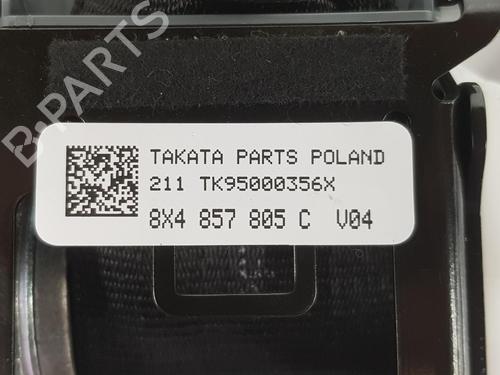 B-PARTS
TAKATA PARTS POLAND
211 TK95000356X
8X4 857 805 C V04